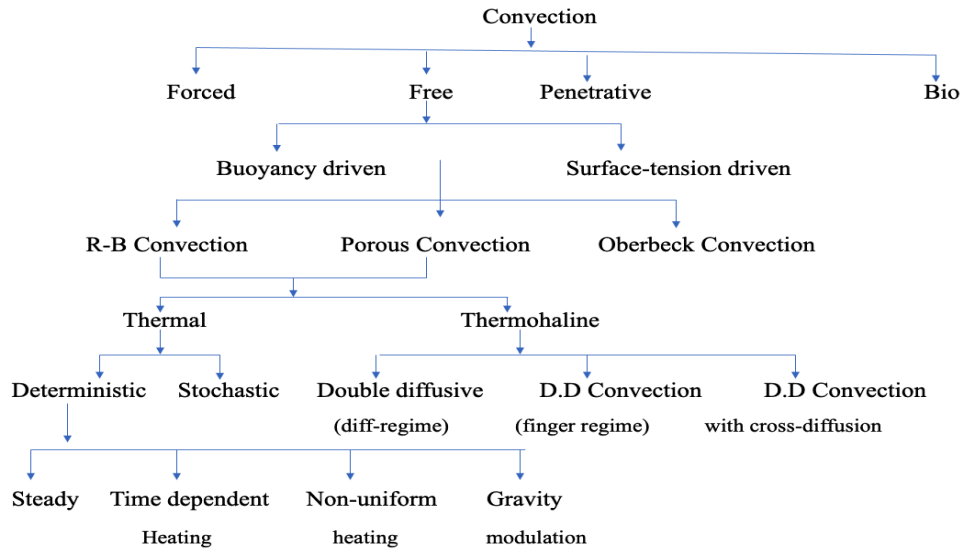 Convection
Forced Free Penetrative Bio
Buoyancy driven Surface-tension driven
R-B Convection Porous Convection Oberbeck Convection
Thermal Thermohaline
Deterministic Stochastic Double diffusive D.D Convection D.D Convection
(diff-regime) (finger regime) with cross-diffusion
Steady Time dependent Non-uniform Gravity
Heating heating modulation